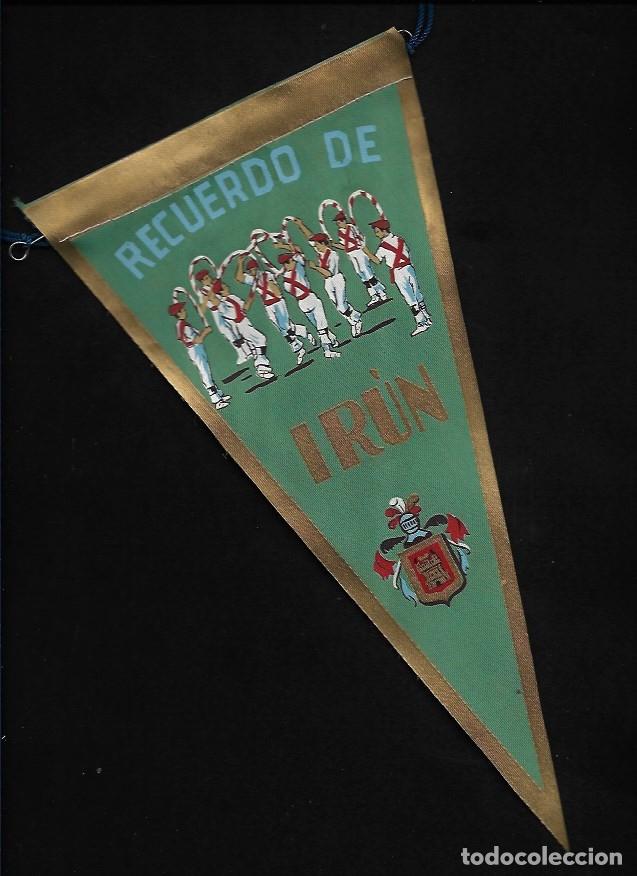 RECUERDO DE
IRÚN
todocoleccion